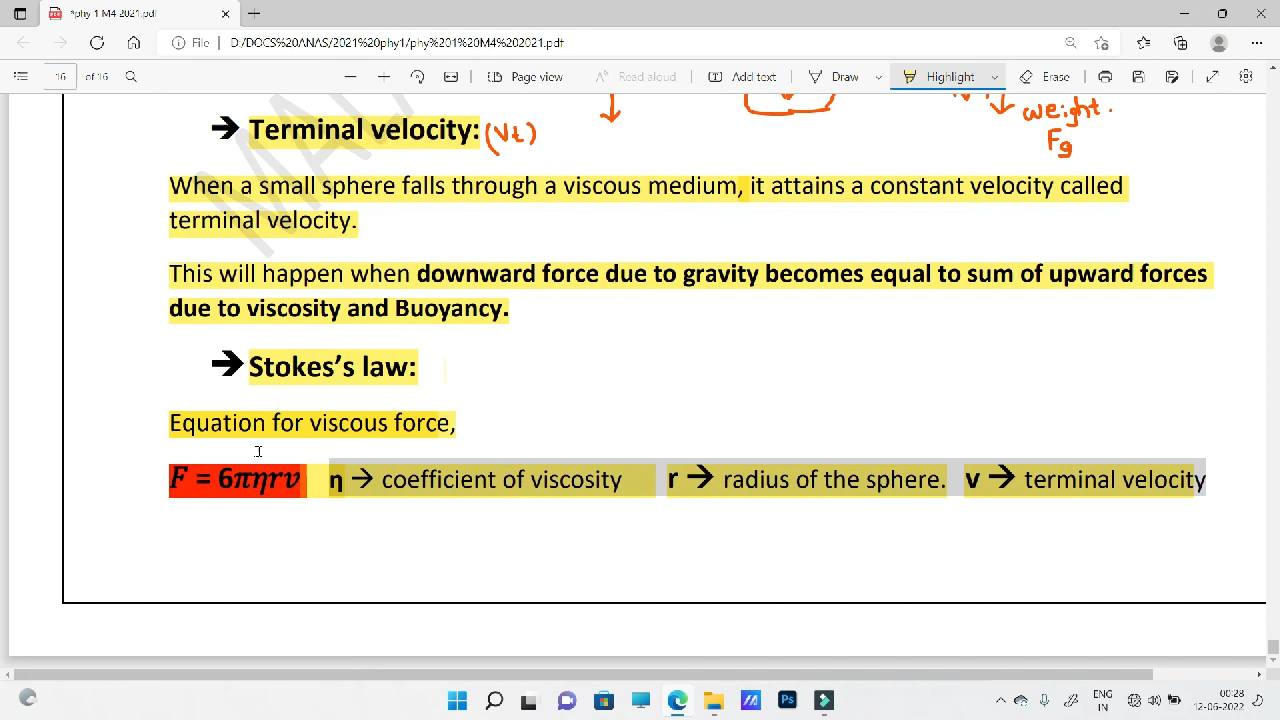 *phy 1 M4 2021.pdf
File D:/DOCS%20ANAS/2021%20phy1/phy%201%20M4%202021.pdf
16 of 16 Page view Read aloud Add text Draw Highlight Erase
weight.
Fg
→ Terminal velocity: (Vt)
When a small sphere falls through a viscous medium, it attains a constant velocity called
terminal velocity.
This will happen when downward force due to gravity becomes equal to sum of upward forces
due to viscosity and Buoyancy.
→ Stokes’s law:
Equation for viscous force,
F = 6πηrv η → coefficient of viscosity r → radius of the sphere. v → terminal velocity
ENG 00:28
IN 12-06-2022